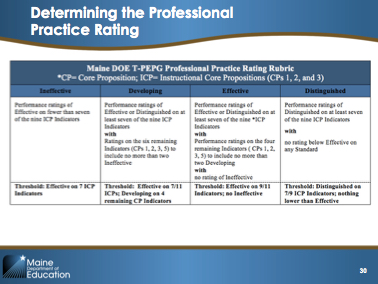 Determining the Professional
Practice Rating
Maine DOE T-PEPG Professional Practice Rating Rubric
*CP= Core Proposition; ICP= Instructional Core Propositions (CPs 1, 2, and 3)
Ineffective
Performance ratings of
Effective on fewer than seven
of the nine ICP Indicators
Threshold: Effective on 7 ICP
Indicators
Developing
Performance ratings of
Effective or Distinguished on at
least seven of the nine ICP
Indicators
with
Ratings on the six remaining
Indicators (CPs 1, 2, 3, 5) to
include no more than two
Ineffective
Threshold: Effective on 7/11
ICPs; Developing on 4
remaining CP Indicators
Effective
Performance ratings of
Effective or Distinguished on at
least seven of the nine *ICP
Indicators
with
Performance ratings on the four
remaining Indicators ( CPs 1, 2,
3, 5) to include no more than
two Developing
with
no rating of Ineffective
Threshold: Effective on 9/11
Indicators; no Ineffective
Distinguished
Performance ratings of
Distinguished on at least seven
of the nine ICP Indicators
with
no rating below Effective on
any Standard
Threshold: Distinguished on
7/9 ICP Indicators; nothing
lower than Effective
Maine
Department of
Education
30